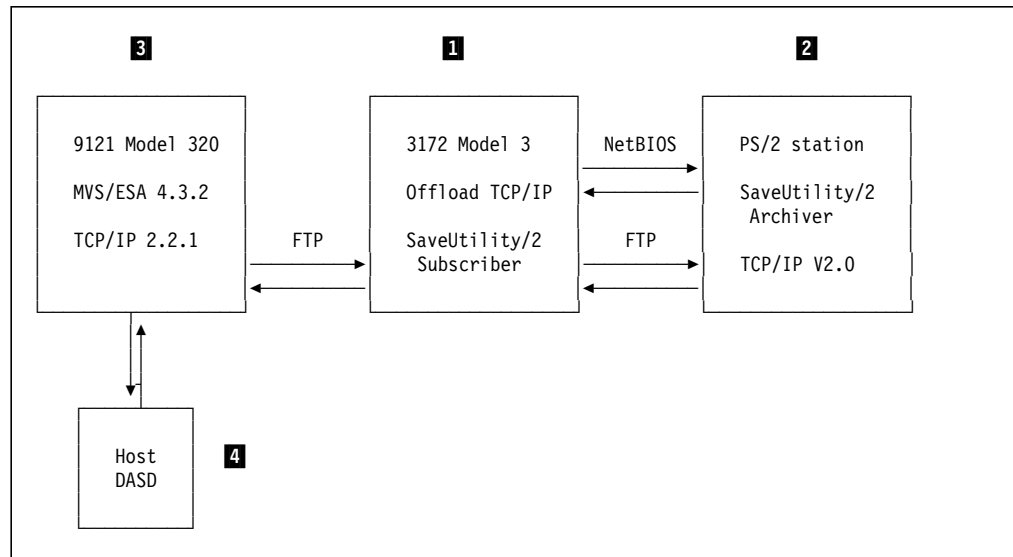 3
1
2
9121 Model 320
MVS/ESA 4.3.2
TCP/IP 2.2.1
FTP
3172 Model 3
Offload TCP/IP
SaveUtility/2
Subscriber
NetBIOS
FTP
PS/2 station
SaveUtility/2
Archiver
TCP/IP V2.0
Host
DASD
4